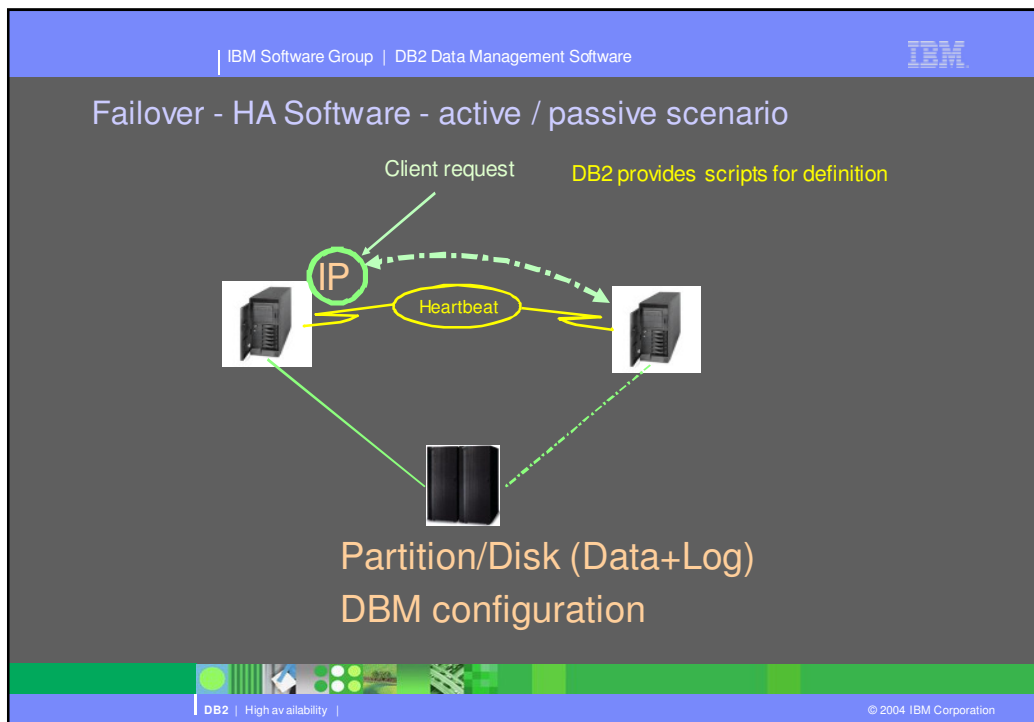 IBM Software Group | DB2 Data Management Software
IBM
Failover - HA Software - active / passive scenario
Client request
DB2 provides scripts for definition
IP
Heartbeat
Partition/Disk (Data+Log)
DBM configuration
DB2 | High availability |
© 2004 IBM Corporation